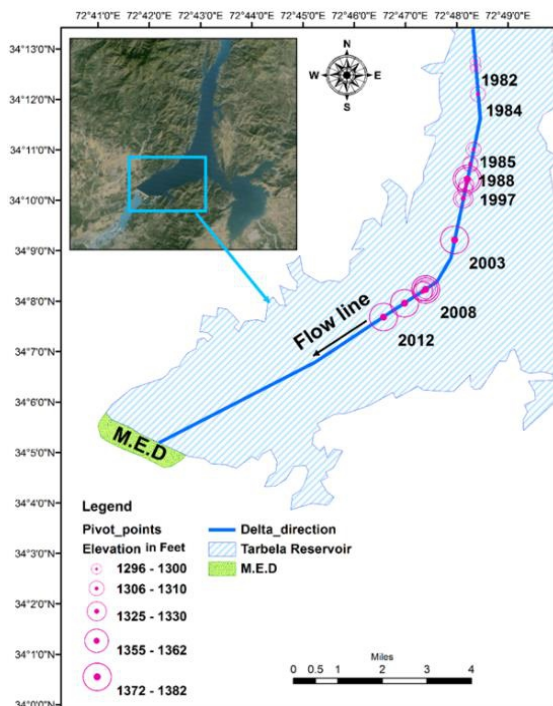 72°41'0"E 72°42'0"E 72°43'0"E 72°44'0"E 72°45'0"E 72°46'0"E 72°47'0"E 72°48'0"E 72°49'0"E
34°13'0"N
34°12'0"N
34°11'0"N
34°10'0"N
34°9'0"N
34°8'0"N
34°7'0"N
34°6'0"N
34°5'0"N
34°4'0"N
34°3'0"N
34°2'0"N
34°1'0"N
34°0'0"N
N
W E
S
1982
1984
1985
1988
1997
2003
2008
2012
Flow line
M.E.D
Legend
Pivot_points
Elevation in Feet
1296 - 1300
1306 - 1310
1325 - 1330
1355 - 1362
1372 - 1382
Delta_direction
Tarbela Reservoir
M.E.D
Miles
0 0.5 1 2 3 4